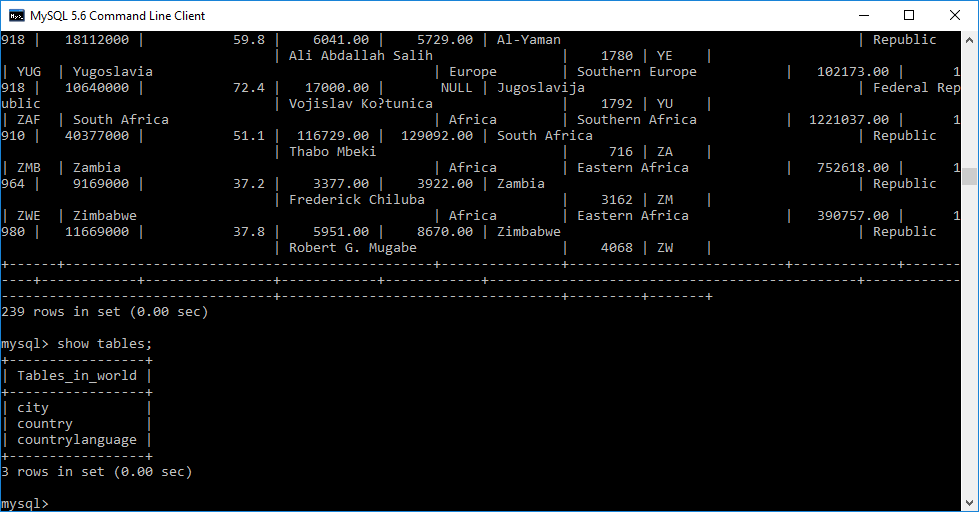 MySQL 5.6 Command Line Client
918 |   18112000 |           59.8 |   6041.00 |    5729.00 | Al-Yaman                                     | Republic
                                  | Ali Abdallah Salih                |    1780 | YE    |
| YUG  | Yugoslavia                                   | Europe        | Southern Europe           |   102173.00 |      1
918 |   10640000 |           72.4 |  17000.00 |       NULL | Jugoslavija                                  | Federal Rep
ublic                             | Vojislav Ko?tunica                |    1792 | YU    |
| ZAF  | South Africa                                 | Africa        | Southern Africa           |  1221037.00 |      1
910 |   40377000 |           51.1 | 116729.00 |  129092.00 | South Africa                                 | Republic
                                  | Thabo Mbeki                       |     716 | ZA    |
| ZMB  | Zambia                                       | Africa        | Eastern Africa            |   752618.00 |      1
964 |    9169000 |           37.2 |   3377.00 |    3922.00 | Zambia                                       | Republic
                                  | Frederick Chiluba                 |    3162 | ZM    |
| ZWE  | Zimbabwe                                     | Africa        | Eastern Africa            |   390757.00 |      1
980 |   11669000 |           37.8 |   5951.00 |    8670.00 | Zimbabwe                                     | Republic
                                  | Robert G. Mugabe                  |    4068 | ZW    |
+------+----------------------------------------------+---------------+---------------------------+-------------+-------
----+------------+----------------+------------+------------+----------------------------------------------+------------
----------------------------------+-----------------------------------+---------+-------+
239 rows in set (0.00 sec)
mysql> show tables;
+-----------------+
| Tables_in_world |
+-----------------+
| city            |
| country         |
| countrylanguage |
+-----------------+
3 rows in set (0.00 sec)
mysql>